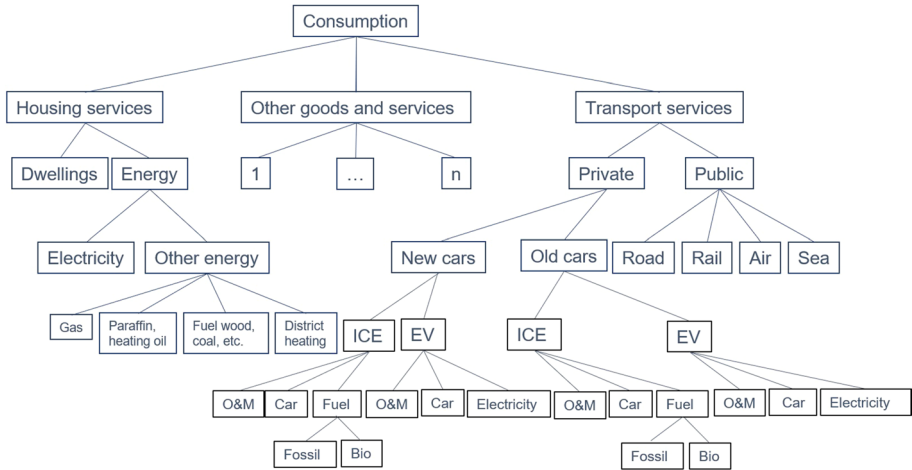 Consumption
Housing services
Other goods and services
Transport services
Dwellings
Energy
1
...
n
Private
Public
Electricity
Other energy
New cars
Old cars
Road
Rail
Air
Sea
Gas
Paraffin,
heating oil
Fuel wood,
coal, etc.
District
heating
ICE
EV
ICE
EV
O&M
Car
Fuel
O&M
Car
Electricity
O&M
Car
Fuel
O&M
Car
Electricity
Fossil
Bio
Fossil
Bio